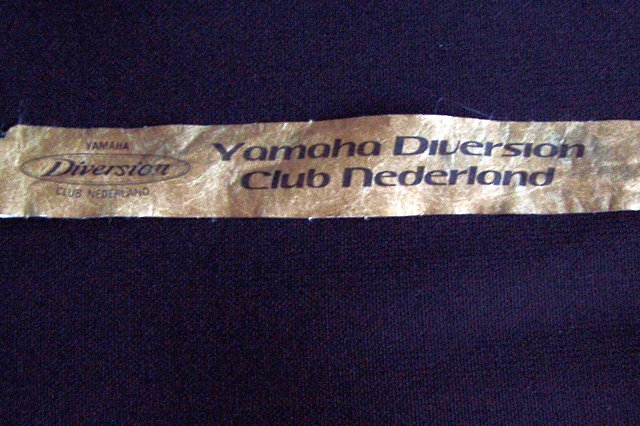 YAMAHA
Diversion
CLUB NEDERLAND
Yamaha Diversion
Club Nederland